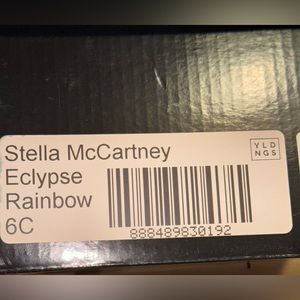 Stella McCartney
Eclypse
Rainbow
6C
YLD
NGS
888489830192